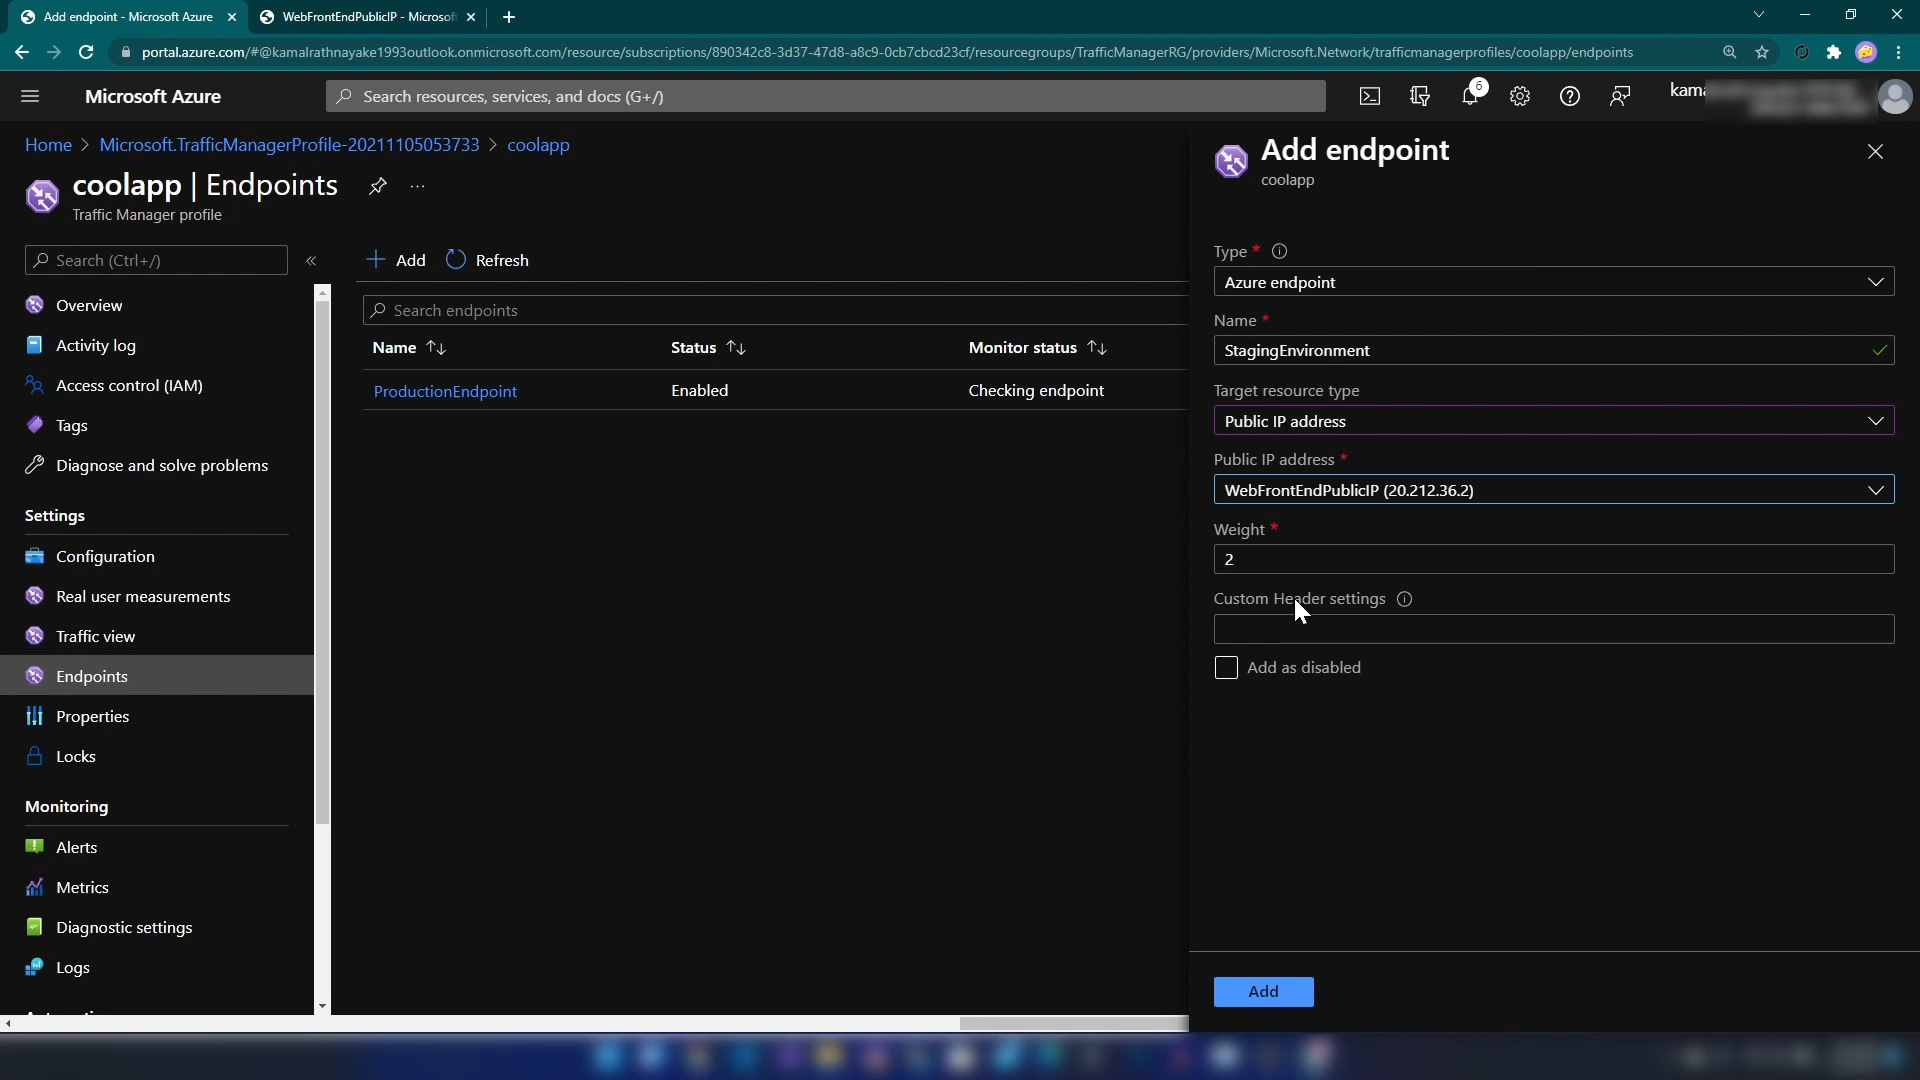 Add endpoint - Microsoft Azure
WebFrontEndPublicIP - Microsof
portal.azure.com/#@kamalrathnayake1993outlook.onmicrosoft.com/resource/subscriptions/890342c8-3d37-47d8-a8c9-0cb7cbcd23cf/resourcegroups/TrafficManagerRG/providers/Microsoft.Network/trafficmanagerprofiles/coolapp/endpoints
Microsoft Azure
Search resources, services, and docs (G+/)
6
kama
Home > Microsoft.TrafficManagerProfile-20211105053733 > coolapp
coolapp | Endpoints
...
Traffic Manager profile
Search (Ctrl+/)
«
Overview
Activity log
Access control (IAM)
Tags
Diagnose and solve problems
Settings
Configuration
Real user measurements
Traffic view
Endpoints
Properties
Locks
Monitoring
Alerts
Metrics
Diagnostic settings
Logs
Add
Refresh
Search endpoints
Name Status Monitor status
ProductionEndpoint Enabled Checking endpoint
Add endpoint
coolapp
Type *
Azure endpoint
Name *
StagingEnvironment
Target resource type
Public IP address
Public IP address *
WebFrontEndPublicIP (20.212.36.2)
Weight *
2
Custom Header settings
Add as disabled
Add